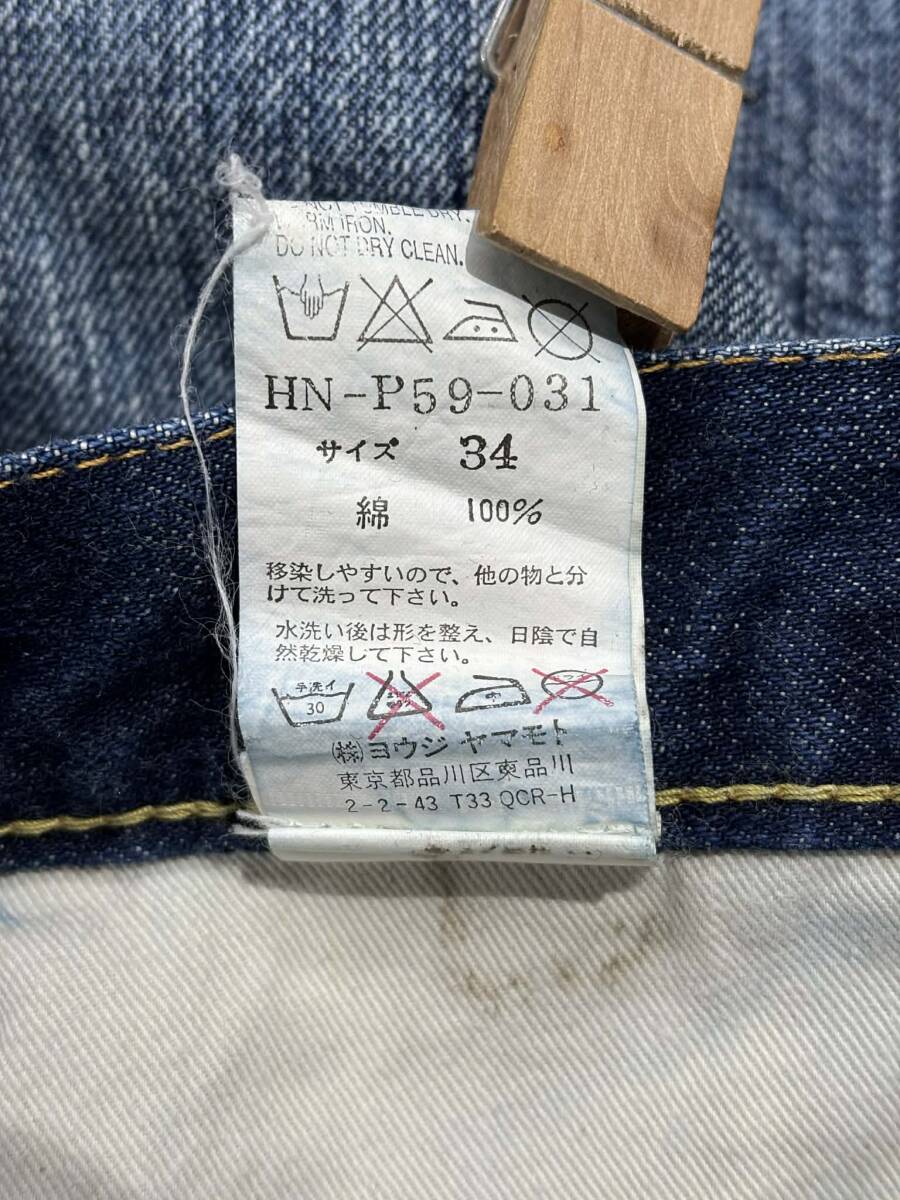 NOT TUMBLE DRY.
WARM IRON.
DO NOT DRY CLEAN.
HN-P59-031
サイズ 34
綿 100%
移染しやすいので、他の物と分
けて洗って下さい。
水洗い後は形を整え、日陰で自
然乾燥して下さい。
手洗イ
30
㈱ヨウジ ヤマモト
東京都品川区東品川
2-2-43 T33 QCR-H